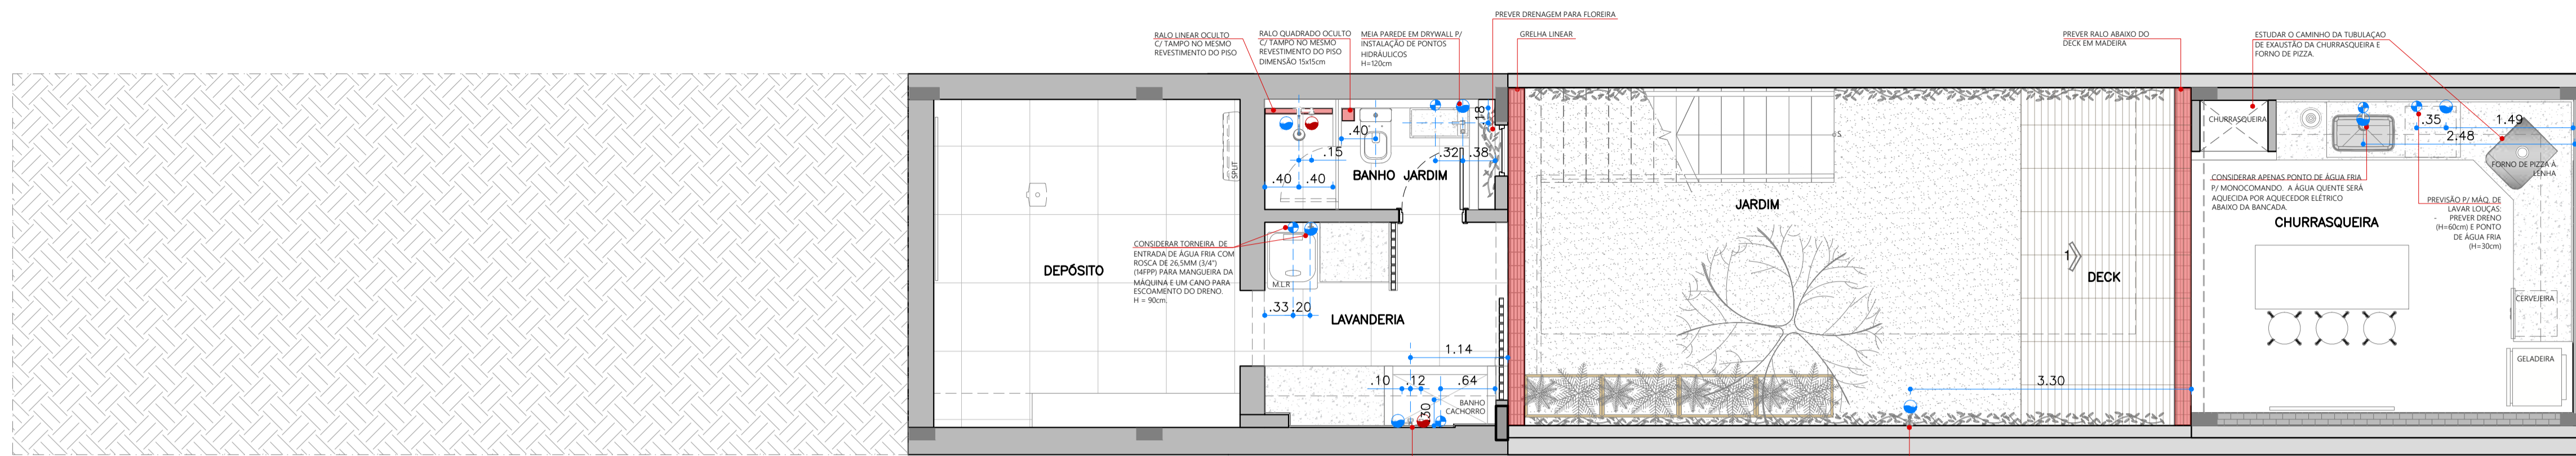 PREVER DRENAGEM PARA FLOREIRA
RALO LINEAR OCULTO
C/ TAMPO NO MESMO
REVESTIMENTO DO PISO
RALO QUADRADO OCULTO
C/ TAMPO NO MESMO
REVESTIMENTO DO PISO
DIMENSÃO 15x15cm
MEIA PAREDE EM DRYWALL P/
INSTALAÇÃO DE PONTOS
HIDRÁULICOS
H=120cm
GRELHA LINEAR
PREVER RALO ABAIXO DO
DECK EM MADEIRA
ESTUDAR O CAMINHO DA TUBULAÇAO
DE EXAUSTÃO DA CHURRASQUEIRA E
FORNO DE PIZZA.
SPLIT
.40
.15
.40
.40
.18
.32
.38
BANHO JARDIM
S
JARDIM
CHURRASQUEIRA
.35
1.49
2.48
FORNO DE PIZZA À
LENHA
CONSIDERAR APENAS PONTO DE ÁGUA FRIA
P/ MONOCOMANDO. A ÁGUA QUENTE SERÁ
AQUECIDA POR AQUECEDOR ELÉTRICO
ABAIXO DA BANCADA.
PREVISÃO P/ MÁQ. DE
LAVAR LOUÇAS:
- PREVER DRENO
(H=60cm) E PONTO
DE ÁGUA FRIA
(H=30cm)
CHURRASQUEIRA
CONSIDERAR TORNEIRA DE
ENTRADA DE ÁGUA FRIA COM
ROSCA DE 26,5MM (3/4")
(14FPP) PARA MANGUEIRA DA
MÁQUINA E UM CANO PARA
ESCOAMENTO DO DRENO.
H = 90cm.
DEPÓSITO
M.L.R
.33
.20
LAVANDERIA
1
DECK
CERVEJEIRA
GELADEIRA
1.14
.10
.12
.64
.30
BANHO
CACHORRO
3.30